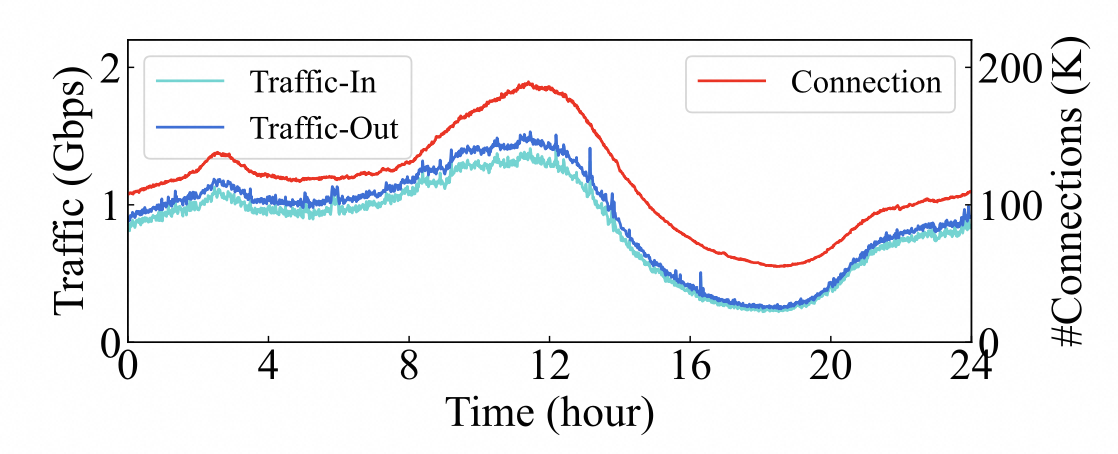 Traffic (Gbps)
2
1
0
Traffic-In
Traffic-Out
Connection
200
100
0
#Connections (K)
0 4 8 12 16 20 24
Time (hour)